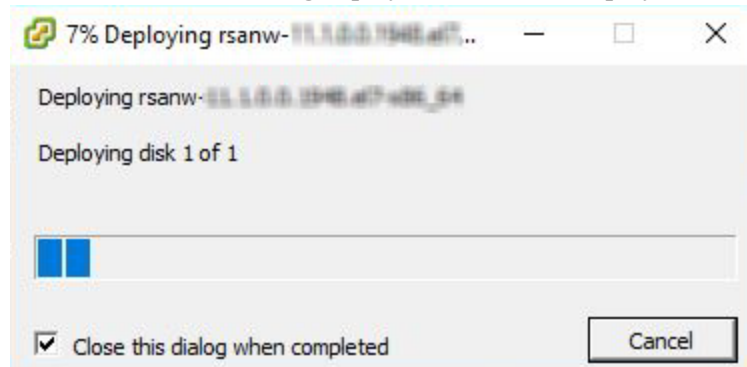 7% Deploying rsanw-
Deploying rsanw-
Deploying disk 1 of 1
Close this dialog when completed
Cancel